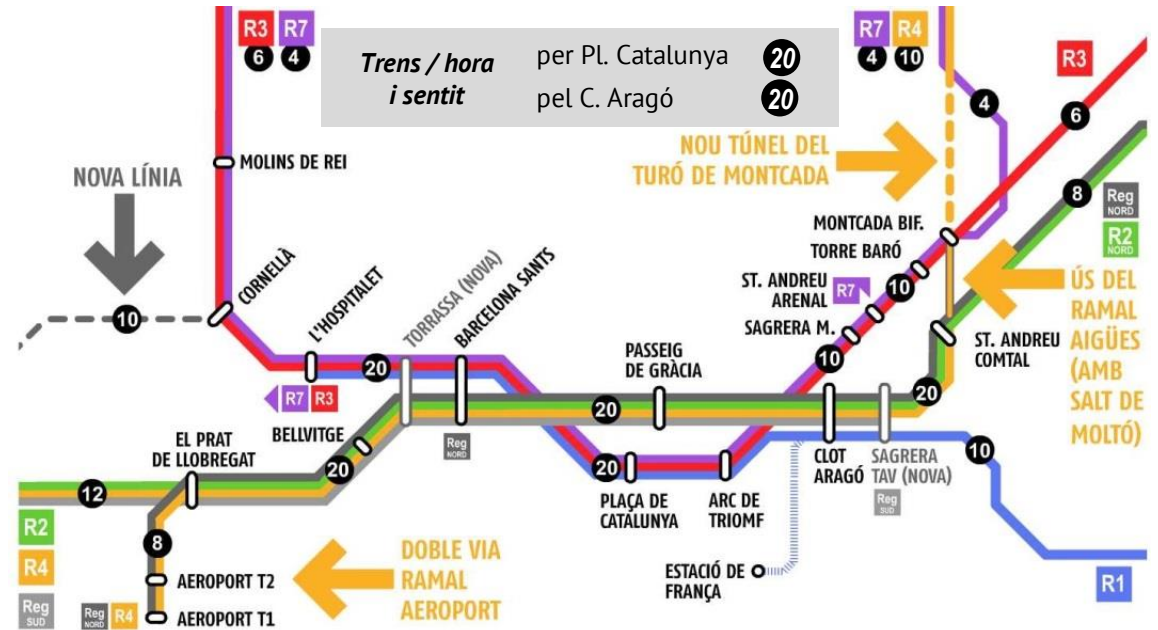 R3 R7
6 4
Trens / hora
i sentit
per Pl. Catalunya 20
pel C. Aragó 20
R7 R4
4 10
R3
4
6
NOU TÚNEL DEL
TURÓ DE MONTCADA
MOLINS DE REI
NOVA LÍNIA
8
Reg
NORD
R2
NORD
MONTCADA BIF.
TORRE BARÓ
ST. ANDREU
ARENAL
R7
10
SAGRERA M.
10
ÚS DEL
RAMAL
AIGÜES
(AMB
SALT DE
MOLTÓ)
ST. ANDREU
COMTAL
CORNELLÀ
L'HOSPITALET
TORRASSA (NOVA)
BARCELONA SANTS
10
20
R7 R3
PASSEIG
DE GRÀCIA
20
20
BELLVITGE
Reg
NORD
EL PRAT
DE LLOBREGAT
20
12
20
PLAÇA DE
CATALUNYA
ARC DE
TRIOMF
CLOT
ARAGÓ
SAGRERA
TAV (NOVA)
Reg
SUD
10
R2
R4
Reg
SUD
8
AEROPORT T2
AEROPORT T1
Reg
NORD
R4
DOBLE VIA
RAMAL
AEROPORT
ESTACIÓ DE
FRANÇA
R1